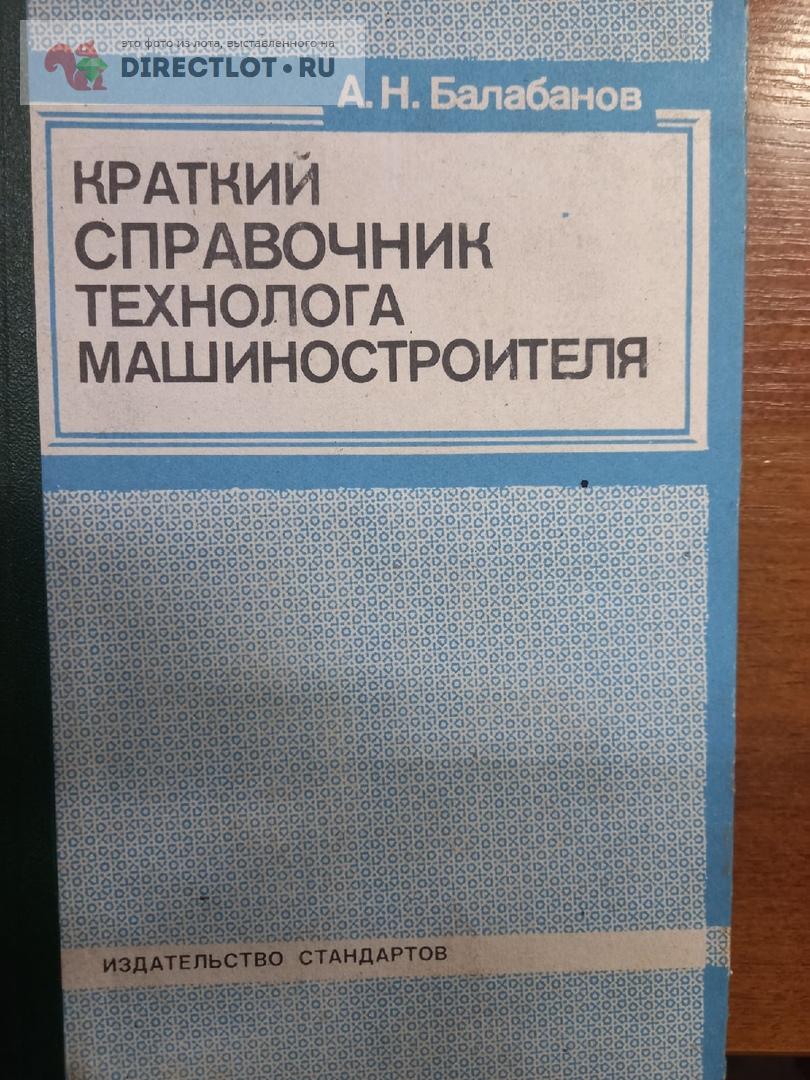 это фото из лота, выставленного на
DIRECTLOT.RU
А. Н. Балабанов
КРАТКИЙ
СПРАВОЧНИК
ТЕХНОЛОГА
МАШИНОСТРОИТЕЛЯ
ИЗДАТЕЛЬСТВО СТАНДАРТОВ